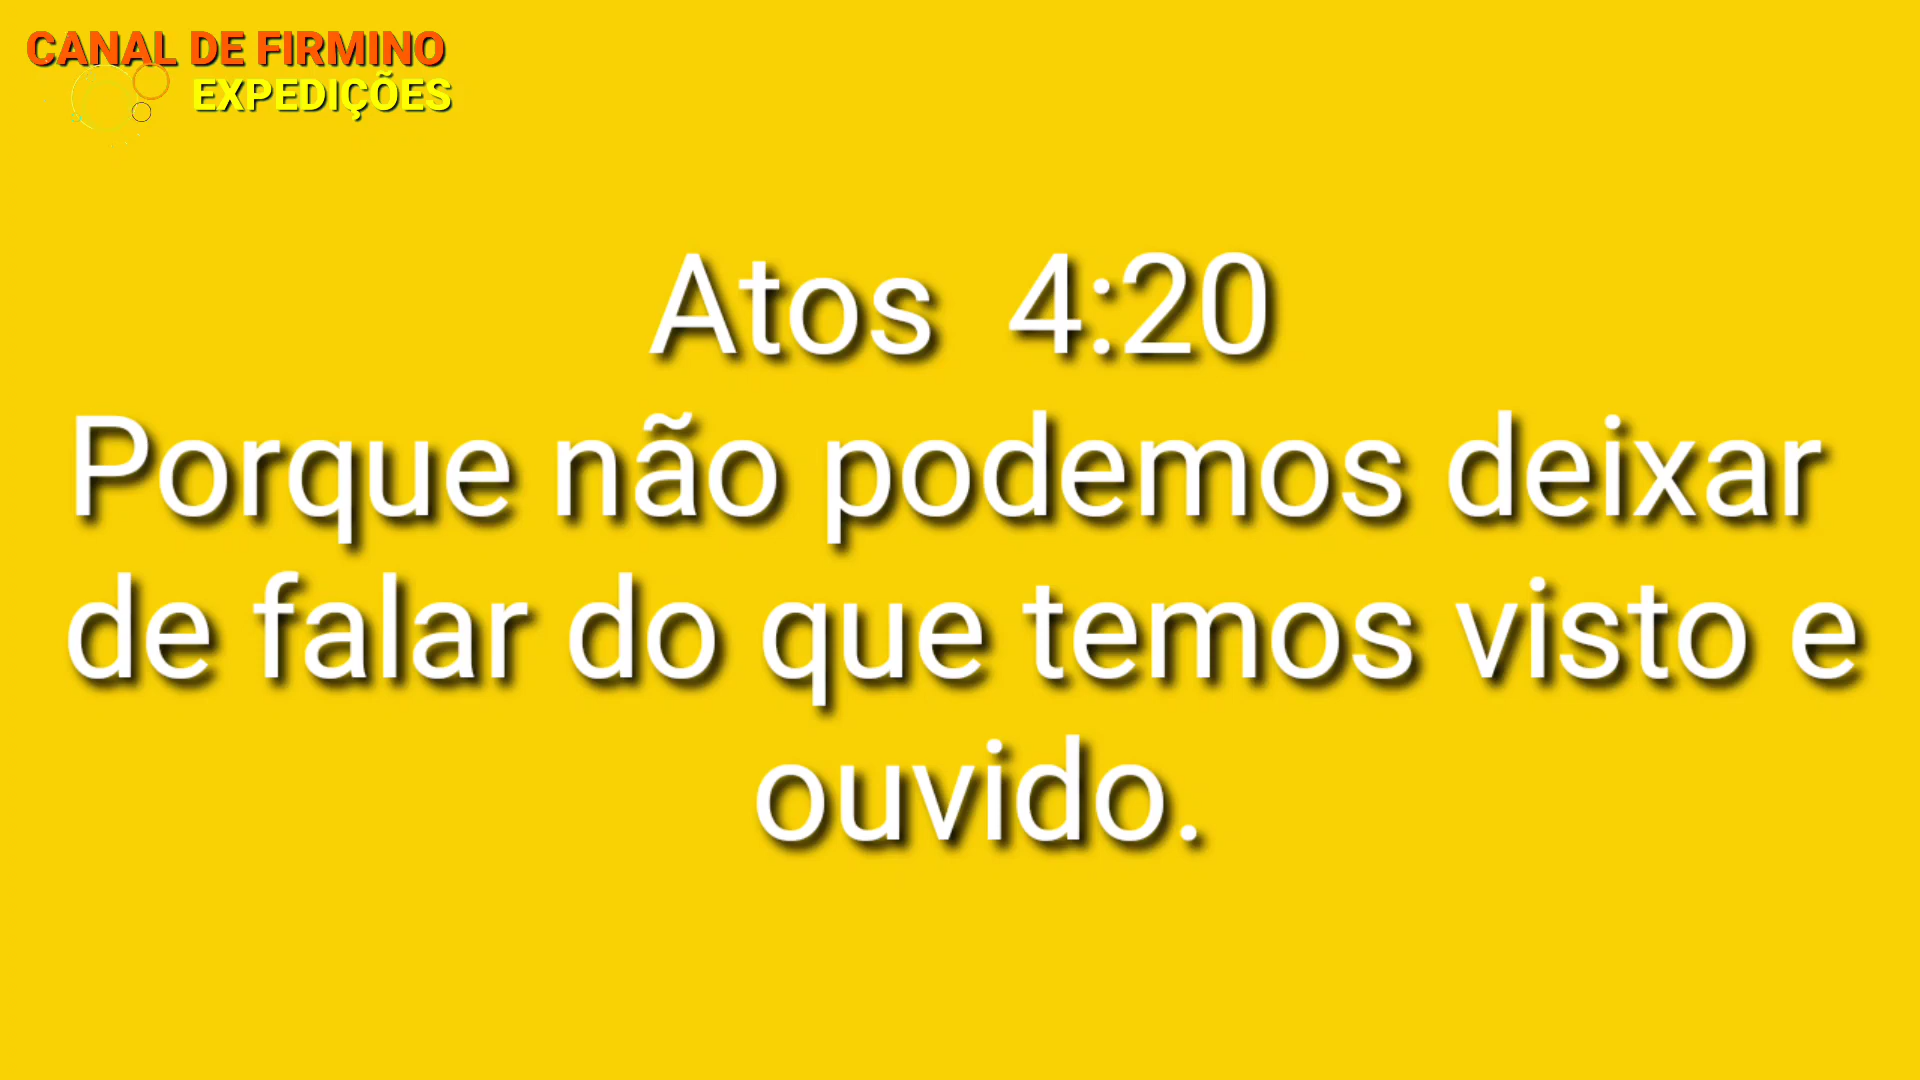 CANAL DE FIRMINO
EXPEDIÇÕES
Atos 4:20
Porque não podemos deixar
de falar do que temos visto e
ouvido.